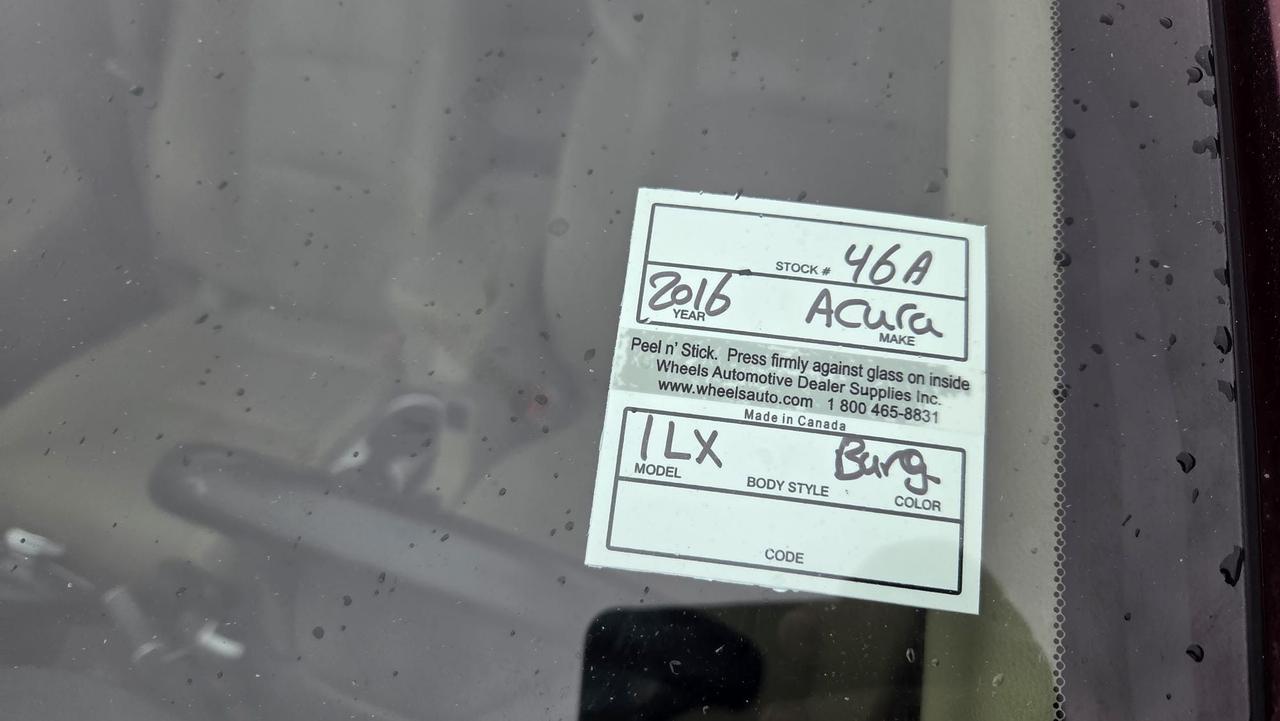 STOCK # 46A
2016 Acura
YEAR MAKE
Peel n' Stick. Press firmly against glass on inside
Wheels Automotive Dealer Supplies Inc.
www.wheelsauto.com 1 800 465-8831
Made in Canada
ILX Burg
MODEL BODY STYLE COLOR
CODE